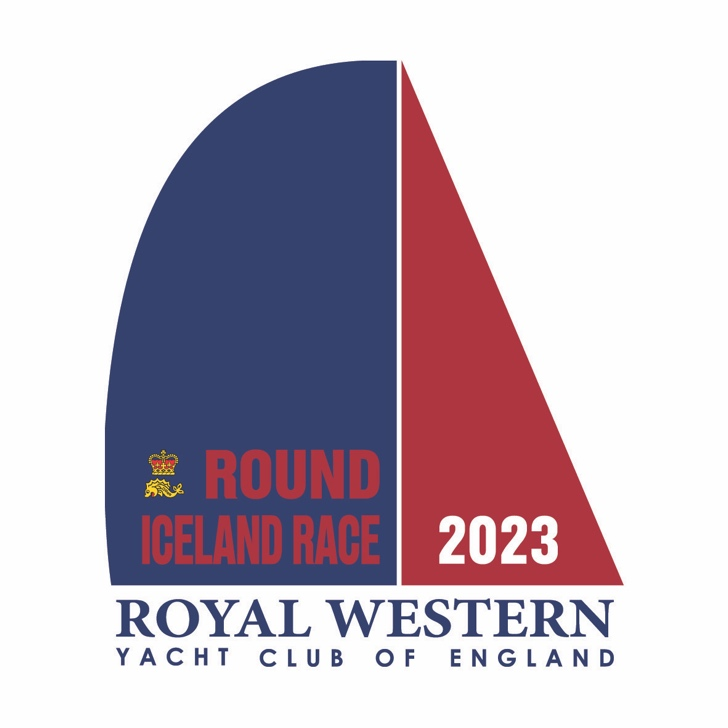 ROUND
ICELAND RACE
2023
ROYAL WESTERN
YACHT CLUB OF ENGLAND